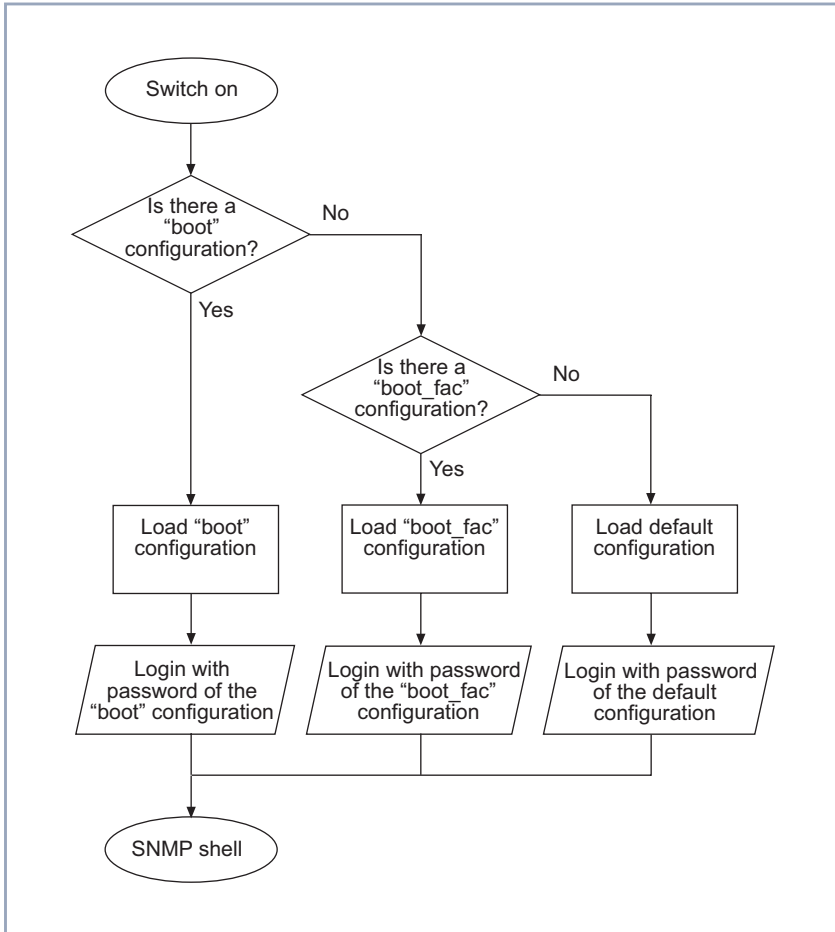 Switch on
Is there a
“boot”
configuration?
No
Yes
Is there a
“boot_fac”
configuration?
No
Yes
Load “boot”
configuration
Load “boot_fac”
configuration
Load default
configuration
Login with
password of the
“boot” configuration
Login with password
of the “boot_fac”
configuration
Login with password
of the default
configuration
SNMP shell